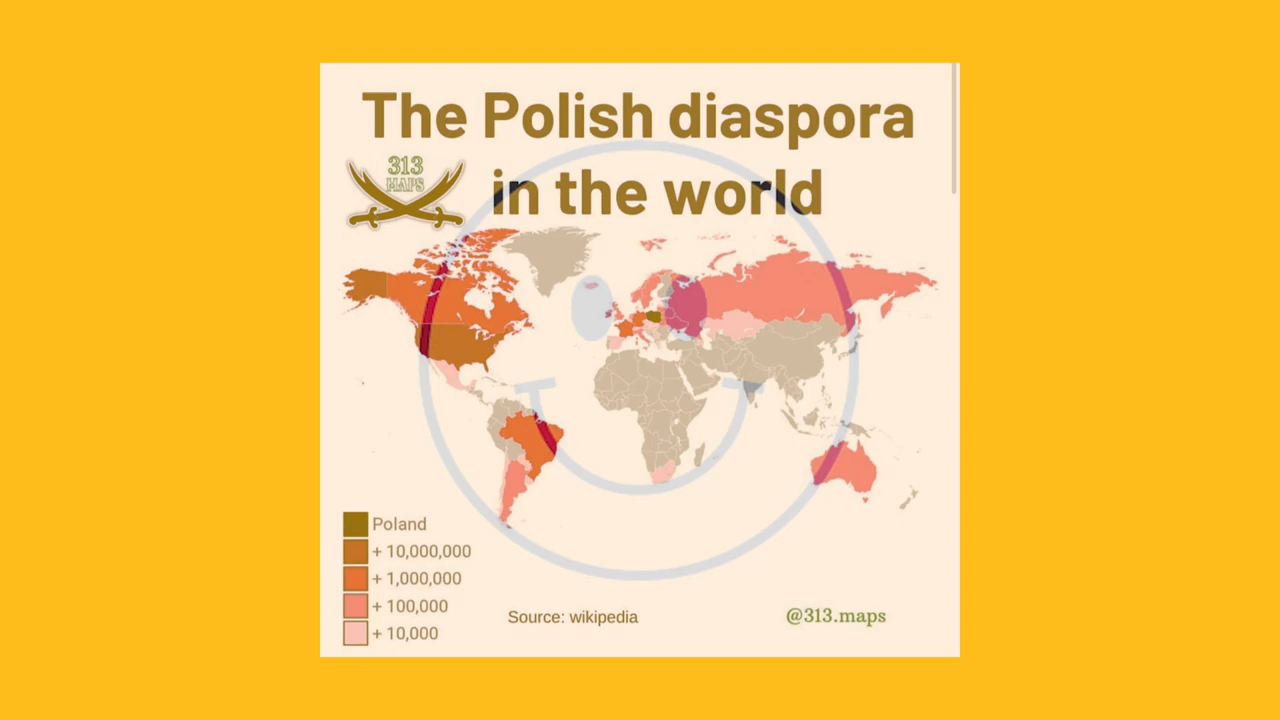 The Polish diaspora
in the world
313
MAPS
Poland
+ 10,000,000
+ 1,000,000
+ 100,000
+ 10,000
Source: wikipedia
@313.maps